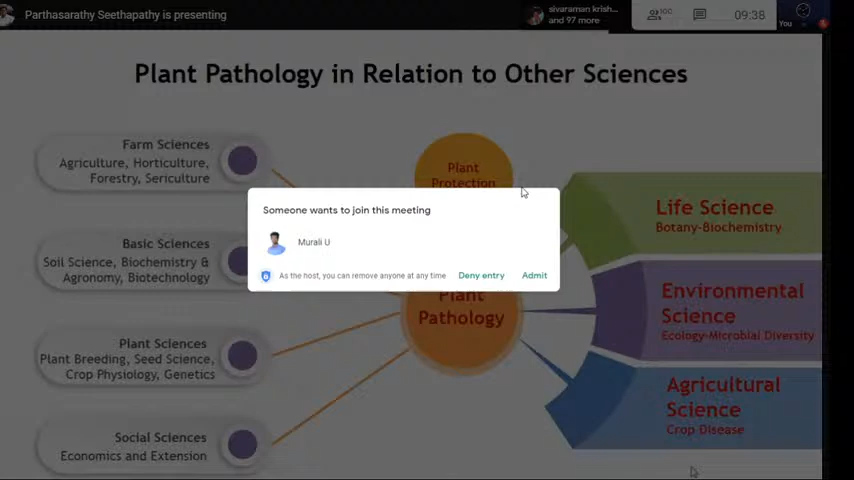 Parthasarathy Seethapathy is presenting
sivaraman krish...
and 97 more
100
09:38
You
Plant Pathology in Relation to Other Sciences
Farm Sciences
Agriculture, Horticulture,
Forestry, Sericulture
Basic Sciences
Soil Science, Biochemistry &
Agronomy, Biotechnology
Plant Sciences
Plant Breeding, Seed Science,
Crop Physiology, Genetics
Social Sciences
Economics and Extension
Plant
Protection
Someone wants to join this meeting
Murali U
As the host, you can remove anyone at any time
Deny entry
Admit
Plant
Pathology
Life Science
Botany-Biochemistry
Environmental
Science
Ecology-Microbial Diversity
Agricultural
Science
Crop Disease